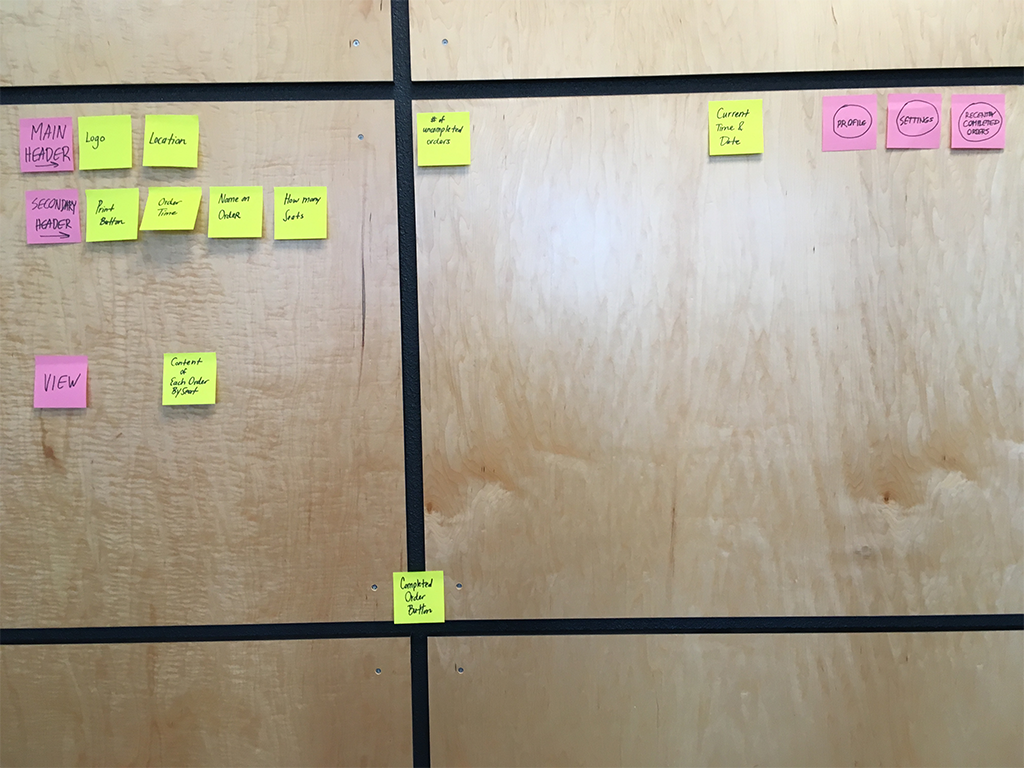 MAIN
HEADER
Logo
Location
# of
uncompleted
orders
Current
Time &
Date
PROFILE
SETTINGS
RECENTLY
COMPLETED
ORDERS
SECONDARY
HEADER
Print
Button
Order
Time
Name on
Order
How many
Seats
VIEW
Content
of
Each Order
By Seat
Completed
Order
Button